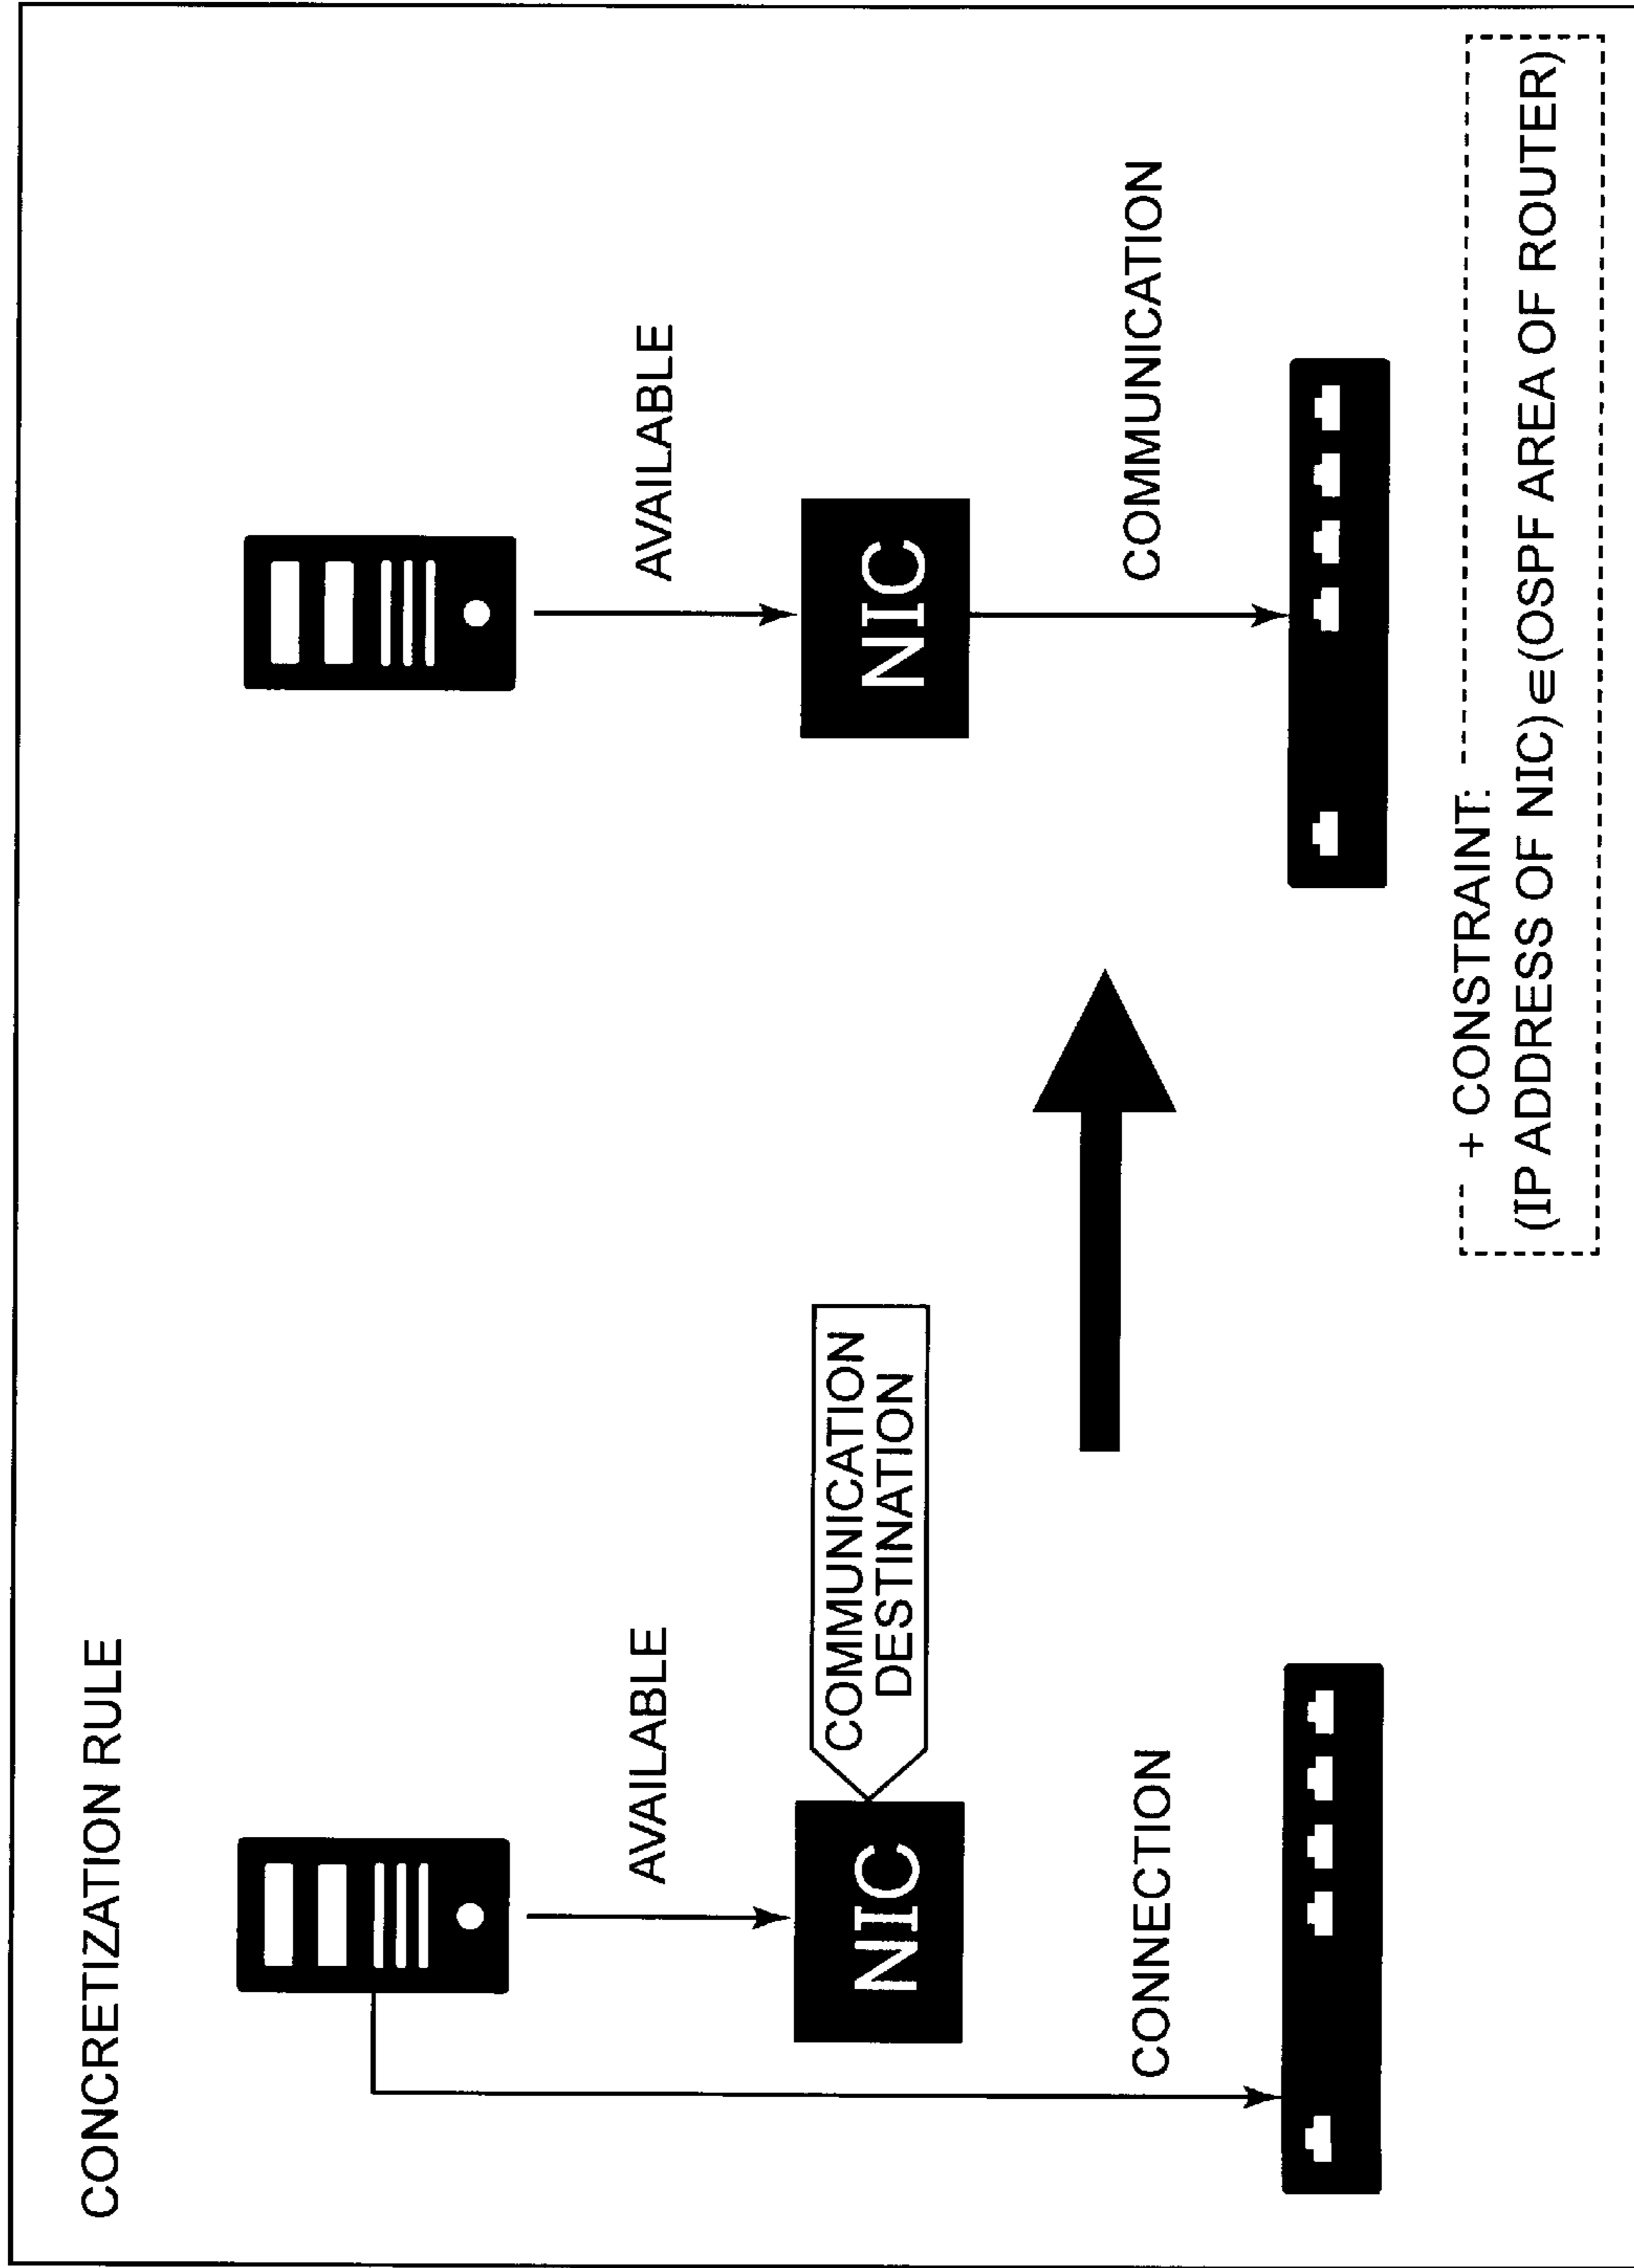 CONCRETIZATION RULE
AVAILABLE
NIC
COMMUNICATION
DESTINATION
CONNECTION
AVAILABLE
NIC
COMMUNICATION
+ CONSTRAINT:
(IP ADDRESS OF NIC)∈(OSPF AREA OF ROUTER)